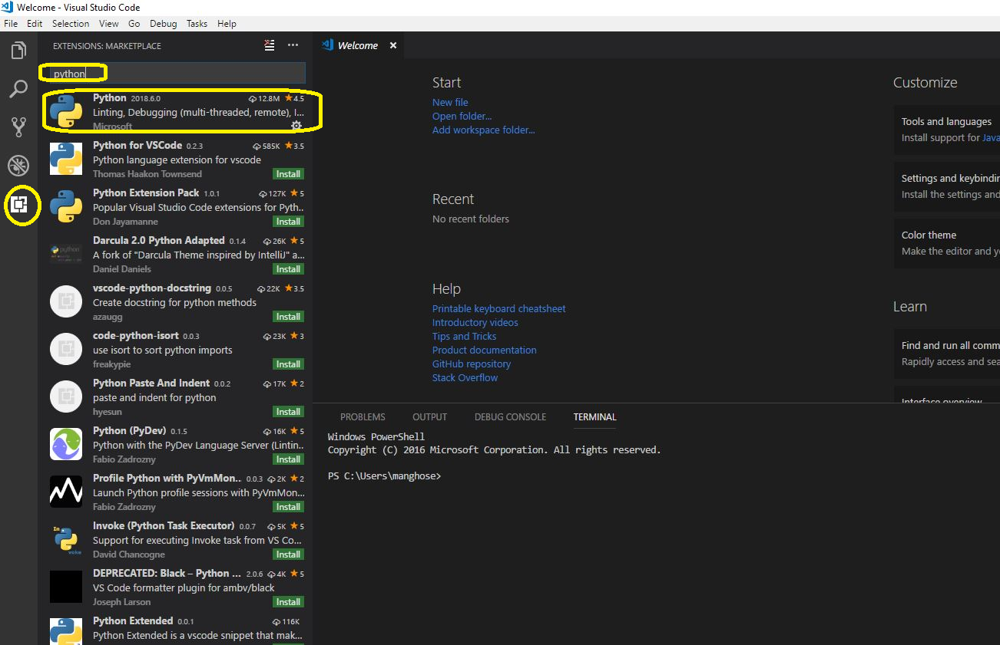 Welcome - Visual Studio Code
File Edit Selection View Go Debug Tasks Help
EXTENSIONS: MARKETPLACE
python
Python 2018.6.0 12.8M 4.5
Linting, Debugging (multi-threaded, remote), I...
Microsoft
Python for VSCode 0.2.3 585K 3.5
Python language extension for vscode
Thomas Haakon Townsend Install
Python Extension Pack 1.0.1 127K 5
Popular Visual Studio Code extensions for Pyth..
Don Jayamanne Install
Darcula 2.0 Python Adapted 0.1.4 26K 5
A fork of "Darcula Theme inspired by IntelliJ" a...
Daniel Daniels Install
vscode-python-docstring 0.0.5 22K 3.5
Create docstring for python methods
azaugg Install
code-python-isort 0.0.3 23K 3
use isort to sort python imports
freakypie Install
Python Paste And Indent 0.0.2 17K 2
paste and indent for python
hyesun Install
Python (PyDev) 0.1.5 16K 5
Python with the PyDev Language Server (Lintin..
Fabio Zadrozny Install
Profile Python with PyVmMon.. 0.0.3 2K 2
Launch Python profile sessions with PyVmMon...
Fabio Zadrozny Install
Invoke (Python Task Executor) 0.0.7 5K 5
Support for executing Invoke task from VS Co...
David Chancogne Install
DEPRECATED: Black – Python ... 2.0.6 4K 5
VS Code formatter plugin for ambv/black
Joseph Larson Install
Python Extended 0.0.1 116K
Python Extended is a vscode snippet that mak...
Welcome
Start
New file
Open folder...
Add workspace folder...
Recent
No recent folders
Help
Printable keyboard cheatsheet
Introductory videos
Tips and Tricks
Product documentation
GitHub repository
Stack Overflow
Customize
Tools and languages
Install support for Java
Settings and keybindin
Install the settings and
Color theme
Make the editor and y
Learn
Find and run all comm
Rapidly access and sea
Interface overview
PROBLEMS OUTPUT DEBUG CONSOLE TERMINAL
Windows PowerShell
Copyright (C) 2016 Microsoft Corporation. All rights reserved.
PS C:\Users\manghose>